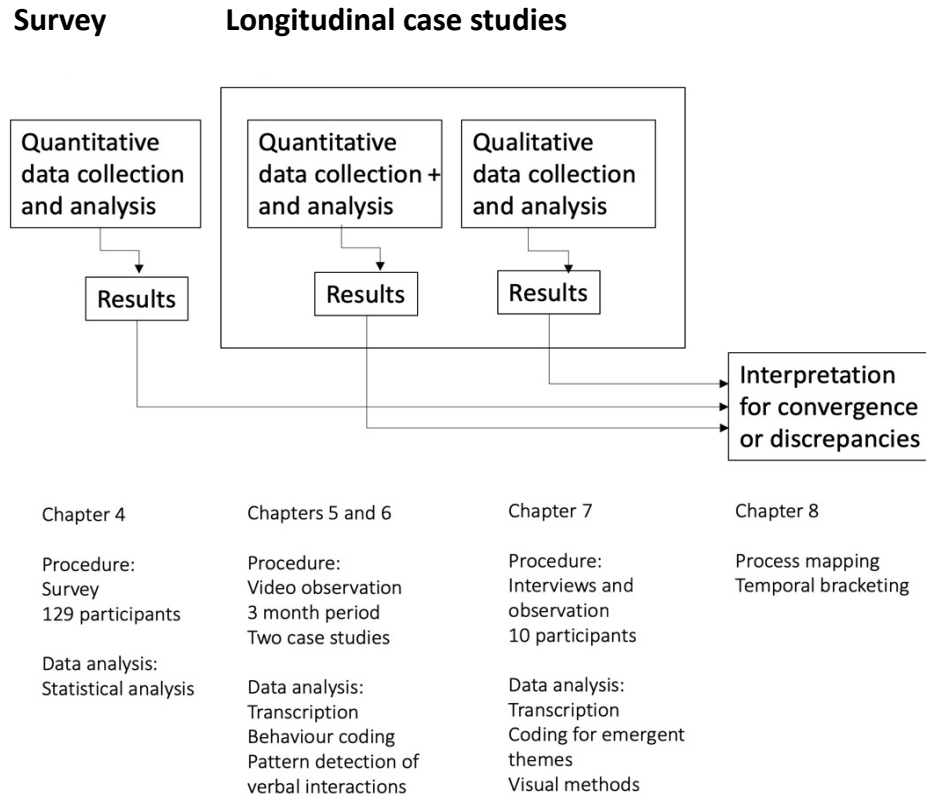 Survey
Longitudinal case studies
Quantitative
data collection
and analysis
Results
Quantitative
data collection +
and analysis
Results
Qualitative
data collection
and analysis
Results
Interpretation
for convergence
or discrepancies
Chapter 4
Procedure:
Survey
129 participants
Data analysis:
Statistical analysis
Chapters 5 and 6
Procedure:
Video observation
3 month period
Two case studies
Data analysis:
Transcription
Behaviour coding
Pattern detection of
verbal interactions
Chapter 7
Procedure:
Interviews and
observation
10 participants
Data analysis:
Transcription
Coding for emergent
themes
Visual methods
Chapter 8
Process mapping
Temporal bracketing